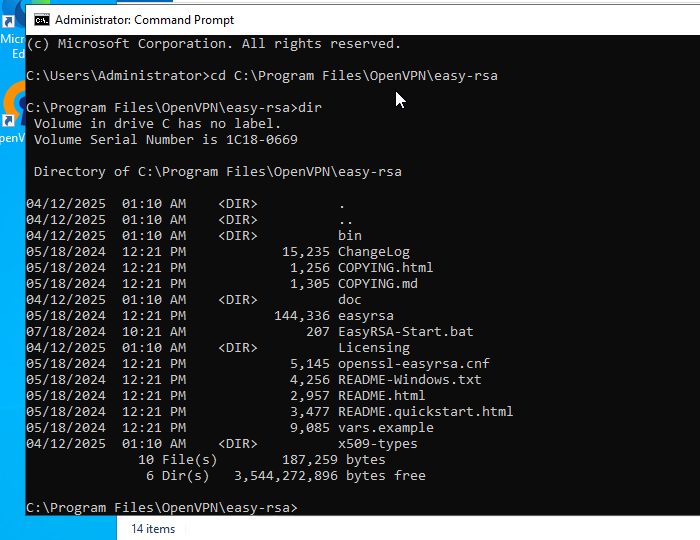 Administrator: Command Prompt
(c) Microsoft Corporation. All rights reserved.
C:\Users\Administrator>cd C:\Program Files\OpenVPN\easy-rsa
C:\Program Files\OpenVPN\easy-rsa>dir
 Volume in drive C has no label.
 Volume Serial Number is 1C18-0669
 Directory of C:\Program Files\OpenVPN\easy-rsa
04/12/2025  01:10 AM    <DIR>          .
04/12/2025  01:10 AM    <DIR>          ..
04/12/2025  01:10 AM    <DIR>          bin
05/18/2024  12:21 PM            15,235 ChangeLog
05/18/2024  12:21 PM             1,256 COPYING.html
05/18/2024  12:21 PM             1,305 COPYING.md
04/12/2025  01:10 AM    <DIR>          doc
05/18/2024  12:21 PM           144,336 easyrsa
07/18/2024  10:21 AM               207 EasyRSA-Start.bat
04/12/2025  01:10 AM    <DIR>          Licensing
05/18/2024  12:21 PM             5,145 openssl-easyrsa.cnf
05/18/2024  12:21 PM             4,256 README-Windows.txt
05/18/2024  12:21 PM             2,957 README.html
05/18/2024  12:21 PM             3,477 README.quickstart.html
05/18/2024  12:21 PM             9,085 vars.example
04/12/2025  01:10 AM    <DIR>          x509-types
              10 File(s)        187,259 bytes
               6 Dir(s)   3,544,272,896 bytes free
C:\Program Files\OpenVPN\easy-rsa>
14 items
Micr
Ed
penV